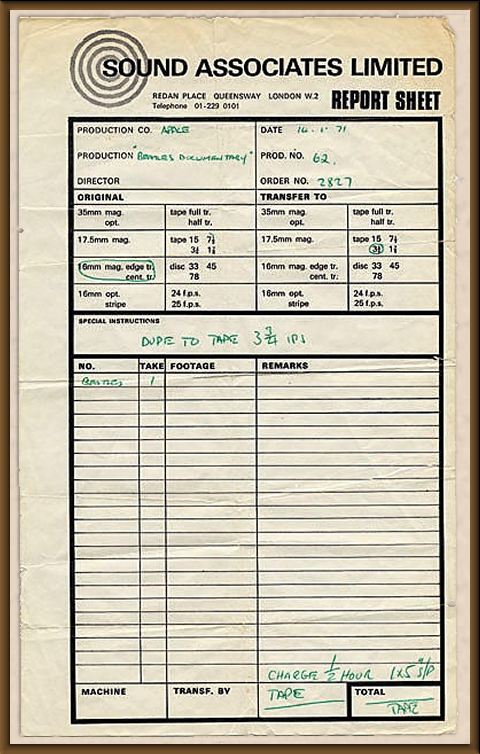 SOUND ASSOCIATES LIMITED
REDAN PLACE QUEENSWAY LONDON W.2
Telephone 01-229 0101
REPORT SHEET
PRODUCTION CO. APPLE
DATE 14.1.71
PRODUCTION "BEATLES DOCUMENTARY"
PROD. NO. 62.
DIRECTOR
ORDER NO. 2827
ORIGINAL
TRANSFER TO
35mm mag. tape full tr. 35mm mag. tape full tr.
opt. half tr. opt. half tr.
17.5mm mag. tape 15 7½ 17.5mm mag. tape 15 7½
3¾ 1⅞ 3¾ 1⅞
16mm mag. edge tr. disc 33 45 16mm mag. edge tr. disc 33 45
cent. tr. 78 cent. tr. 78
16mm opt. 24 f.p.s. 16mm opt. 24 f.p.s.
stripe 25 f.p.s. stripe 25 f.p.s.
SPECIAL INSTRUCTIONS
DUPE TO TAPE 3¾ IPS
NO. TAKE FOOTAGE REMARKS
BEATLES 1
CHARGE ½ HOUR 1x5" S/P
MACHINE TRANSF. BY TAPE TOTAL
TAPE